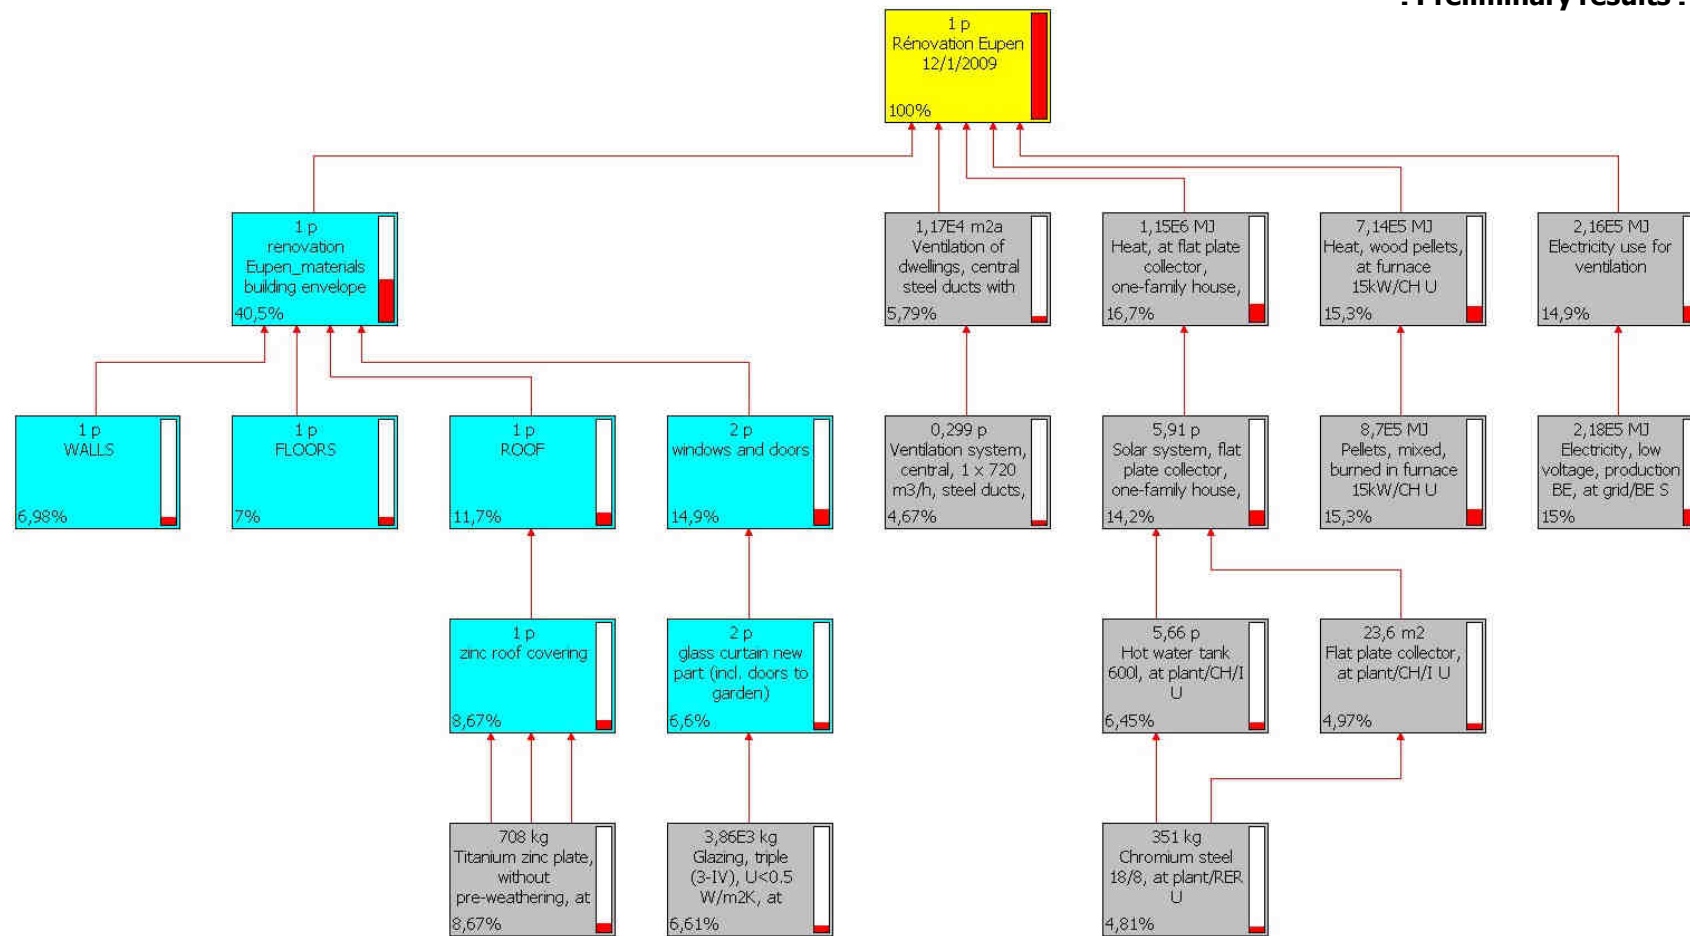 ! Preliminary results !
1 p
Rénovation Eupen
12/1/2009
100%
1 p
renovation
Eupen_materials
building envelope
40,5%
1,17E4 m2a
Ventilation of
dwellings, central
steel ducts with
5,79%
1,15E6 MJ
Heat, at flat plate
collector,
one-family house,
16,7%
7,14E5 MJ
Heat, wood pellets,
at furnace
15kW/CH U
15,3%
2,16E5 MJ
Electricity use for
ventilation
14,9%
1 p
WALLS
6,98%
1 p
FLOORS
7%
1 p
ROOF
11,7%
2 p
windows and doors
14,9%
0,299 p
Ventilation system,
central, 1 x 720
m3/h, steel ducts,
4,67%
5,91 p
Solar system, flat
plate collector,
one-family house,
14,2%
8,7E5 MJ
Pellets, mixed,
burned in furnace
15kW/CH U
15,3%
2,18E5 MJ
Electricity, low
voltage, production
BE, at grid/BE S
15%
1 p
zinc roof covering
8,67%
2 p
glass curtain new
part (incl. doors to
garden)
6,6%
5,66 p
Hot water tank
600l, at plant/CH/I
U
6,45%
23,6 m2
Flat plate collector,
at plant/CH/I U
4,97%
708 kg
Titanium zinc plate,
without
pre-weathering, at
8,67%
3,86E3 kg
Glazing, triple
(3-IV), U<0.5
W/m2K, at
6,61%
351 kg
Chromium steel
18/8, at plant/RER
U
4,81%